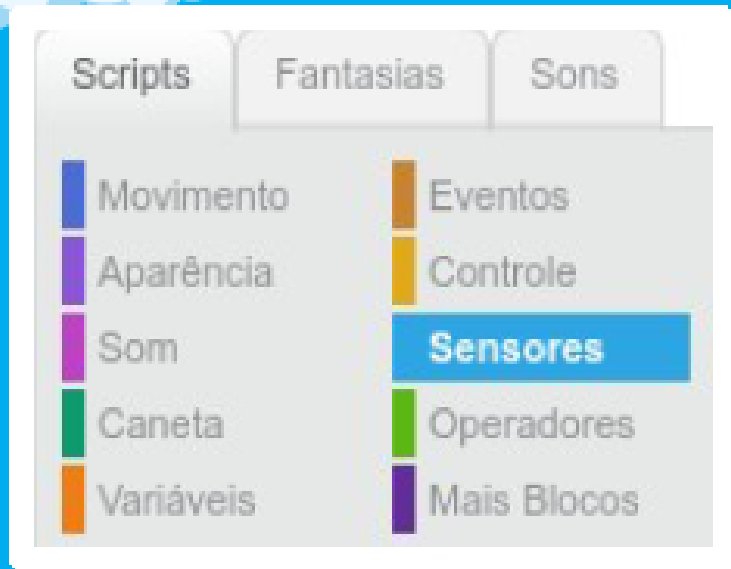 Scripts Fantasias Sons
Movimento Eventos
Aparência Controle
Som Sensores
Caneta Operadores
Variáveis Mais Blocos